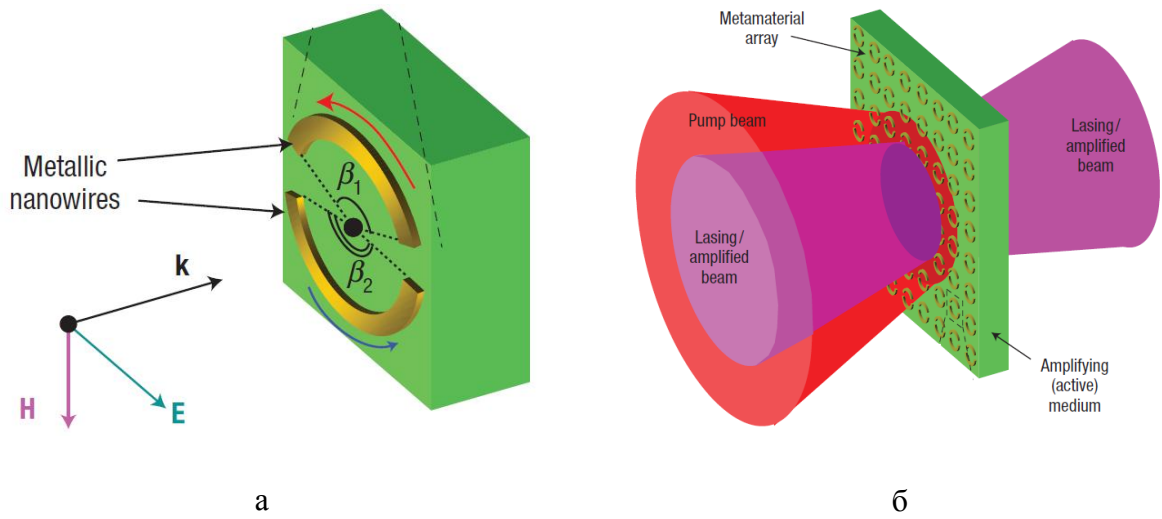 Metallic
nanowires
β1
β2
k
H
E
а
Metamaterial
array
Pump beam
Lasing/
amplified
beam
Lasing/
amplified
beam
Amplifying
(active)
medium
б